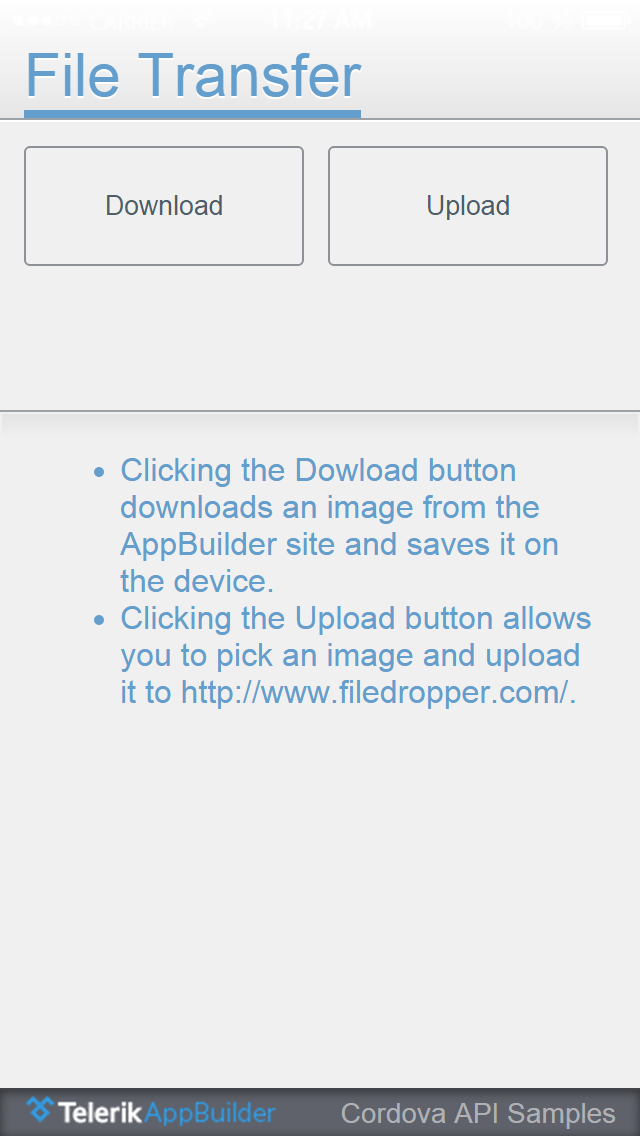 CARRIER 11:27 AM 100 %
File Transfer
Download Upload
• Clicking the Dowload button
downloads an image from the
AppBuilder site and saves it on
the device.
• Clicking the Upload button allows
you to pick an image and upload
it to http://www.filedropper.com/.
Telerik AppBuilder Cordova API Samples